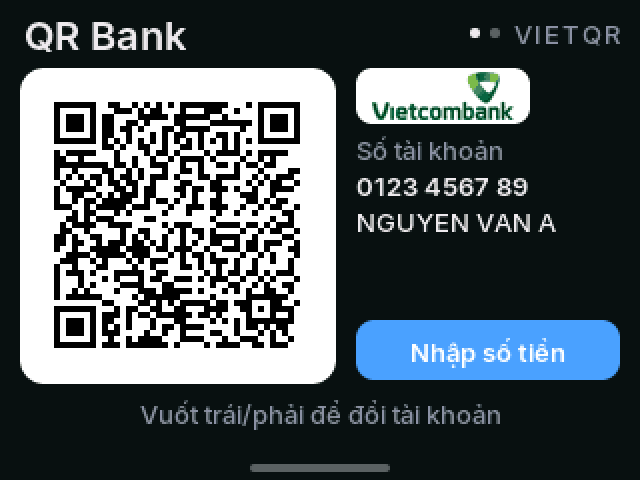 QR Bank
VIETQR
Vietcombank
Số tài khoản
0123 4567 89
NGUYEN VAN A
Nhập số tiền
Vuốt trái/phải để đổi tài khoản